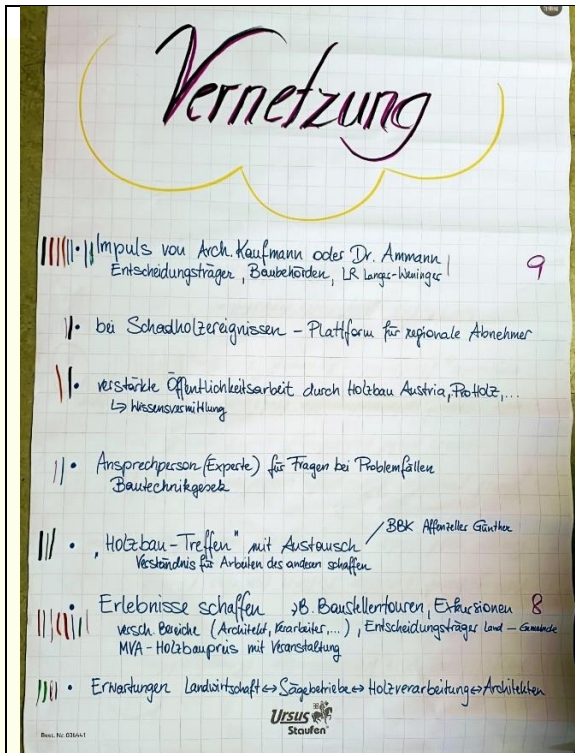 Vernetzung
• Impuls von Arch. Kaufmann oder Dr. Ammann
Entscheidungsträger, Baubehörden, LR Langer-Weninger
9
• bei Schadholzereignissen – Plattform für regionale Abnehmer
• verstärkte Öffentlichkeitsarbeit durch Holzbau Austria, ProHolz,...
↳ Wissensvermittlung
• Ansprechperson (Experte) für Fragen bei Problemfällen
Bautechnikgesetz
BBK Affenzeller Günther
• „Holzbau-Treffen" mit Austausch
Verständnis für Arbeiten des anderen schaffen
• Erlebnisse schaffen z.B. Baustellentouren, Exkursionen 8
versch. Bereiche (Architekt, Verarbeiter,...), Entscheidungsträger Land – Gemeinde
MVA-Holzbaupreis mit Veranstaltung
• Erwartungen Landwirtschaft ↔ Sägebetriebe ↔ Holzverarbeitung ↔ Architekten
Ursus
Staufen